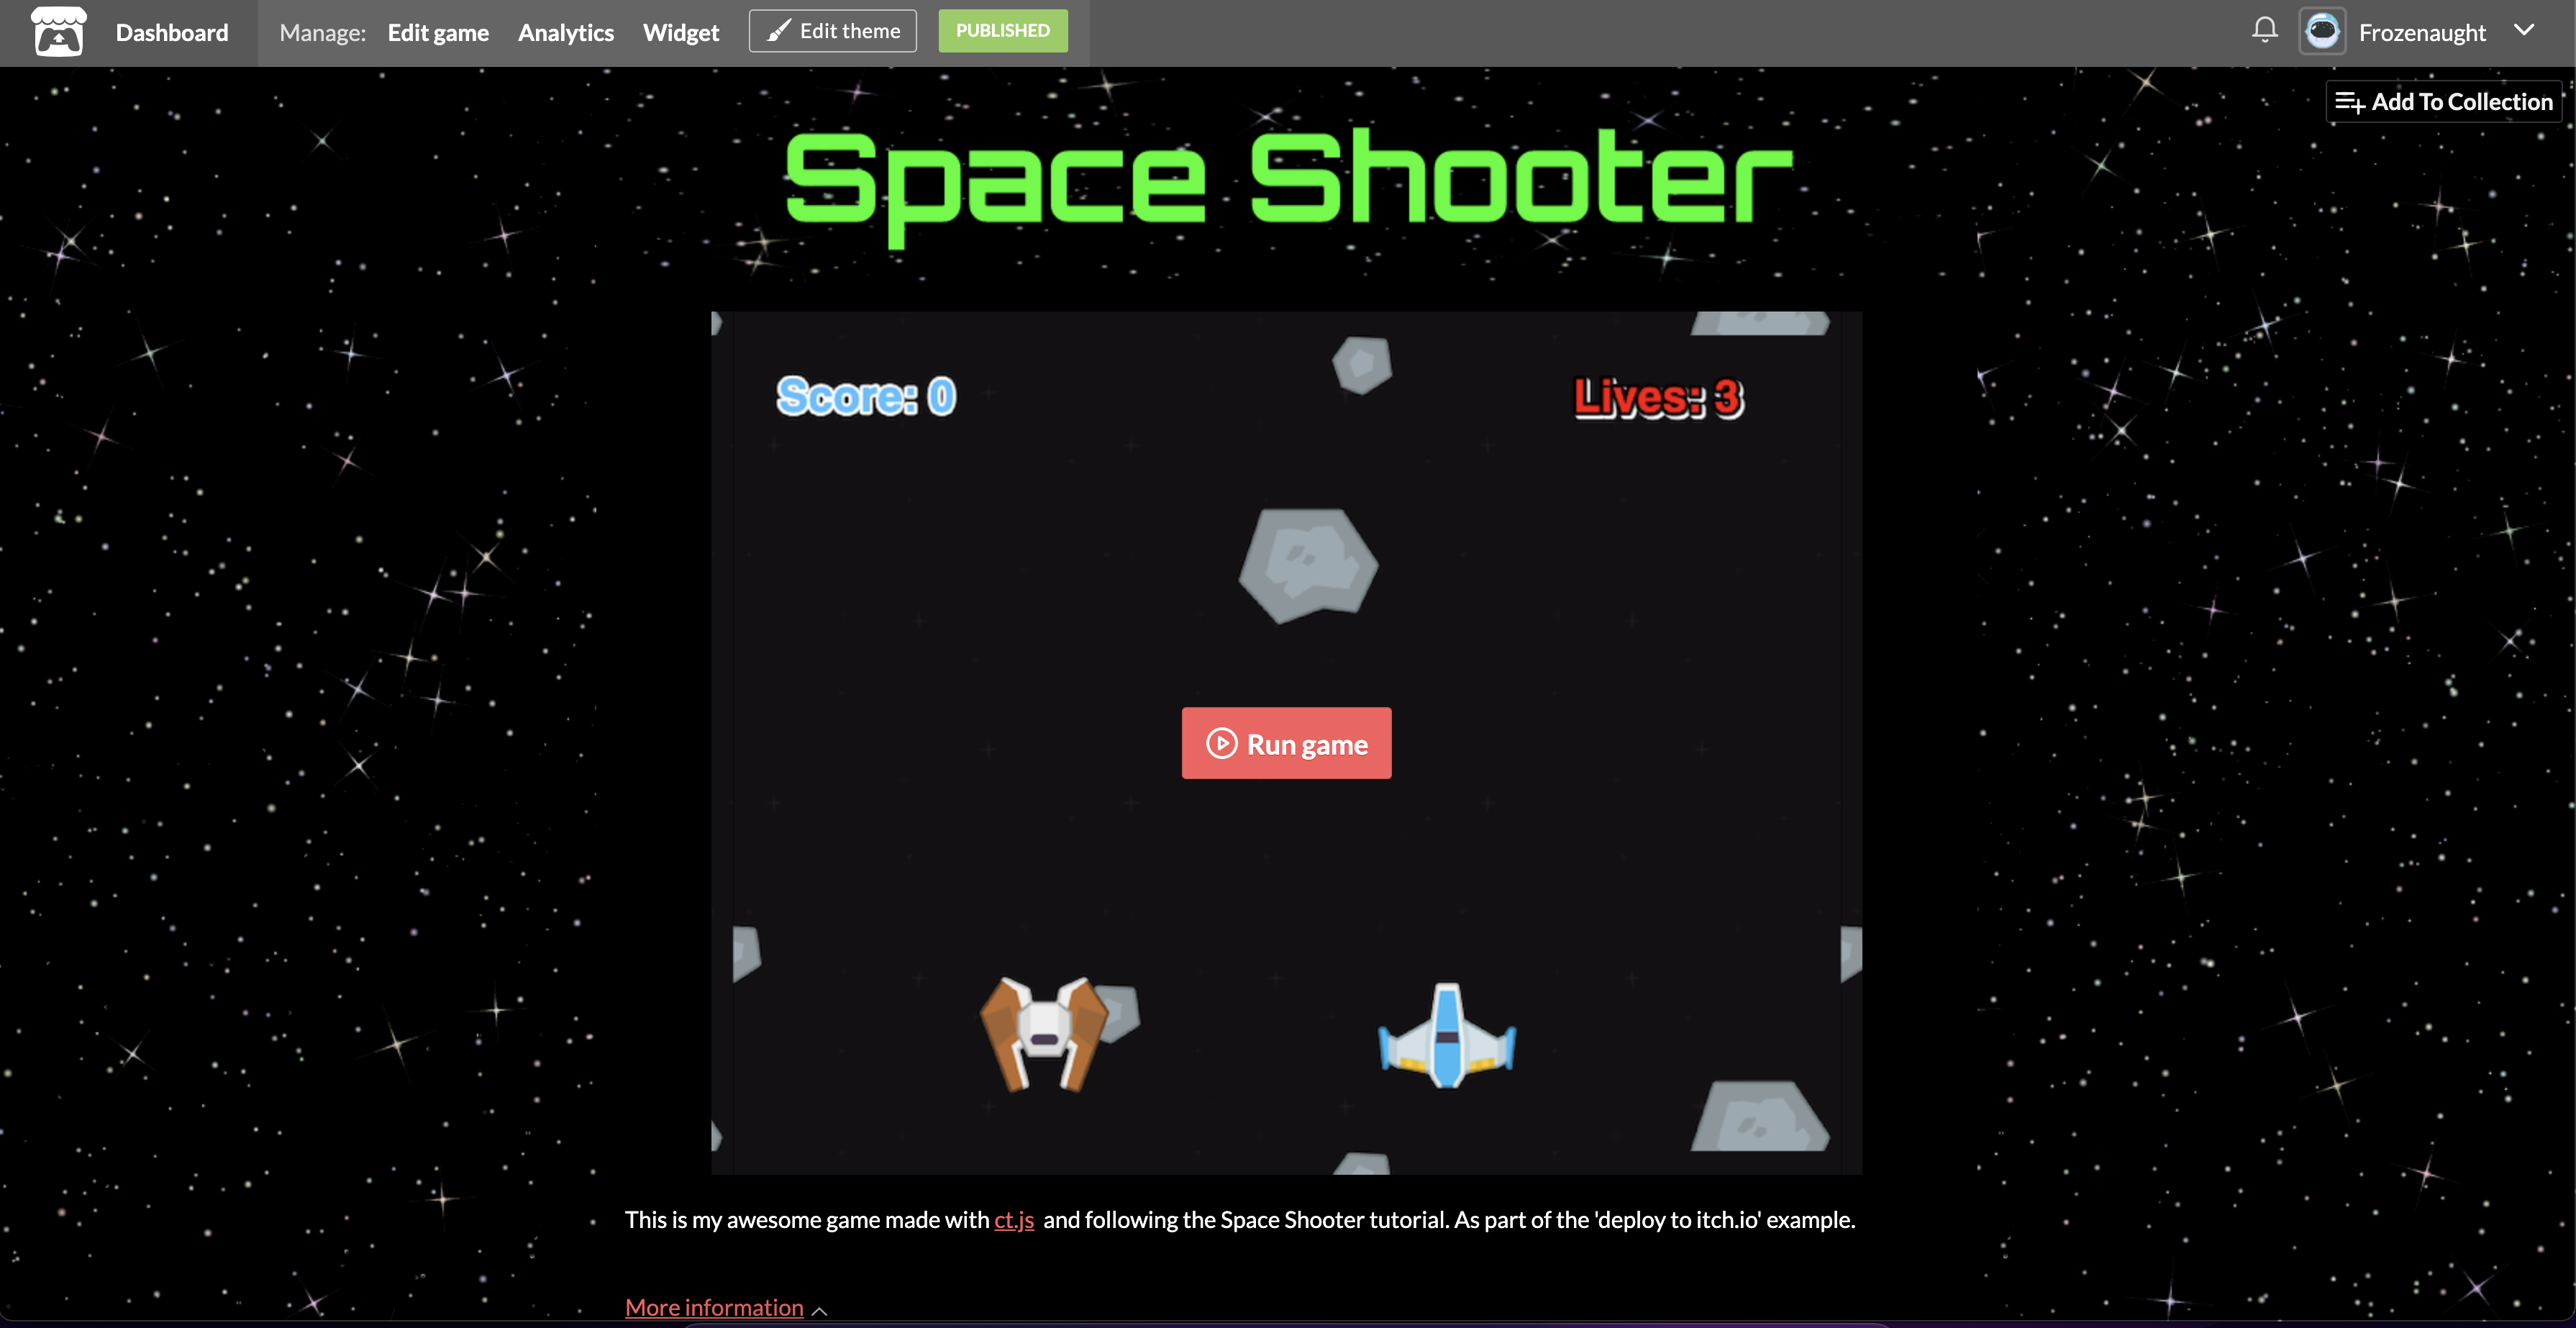 Dashboard Manage: Edit game Analytics Widget Edit theme PUBLISHED Frozenaught
Add To Collection
Space Shooter
Score: 0 Lives: 3
Run game
This is my awesome game made with ct.js and following the Space Shooter tutorial. As part of the 'deploy to itch.io' example.
More information